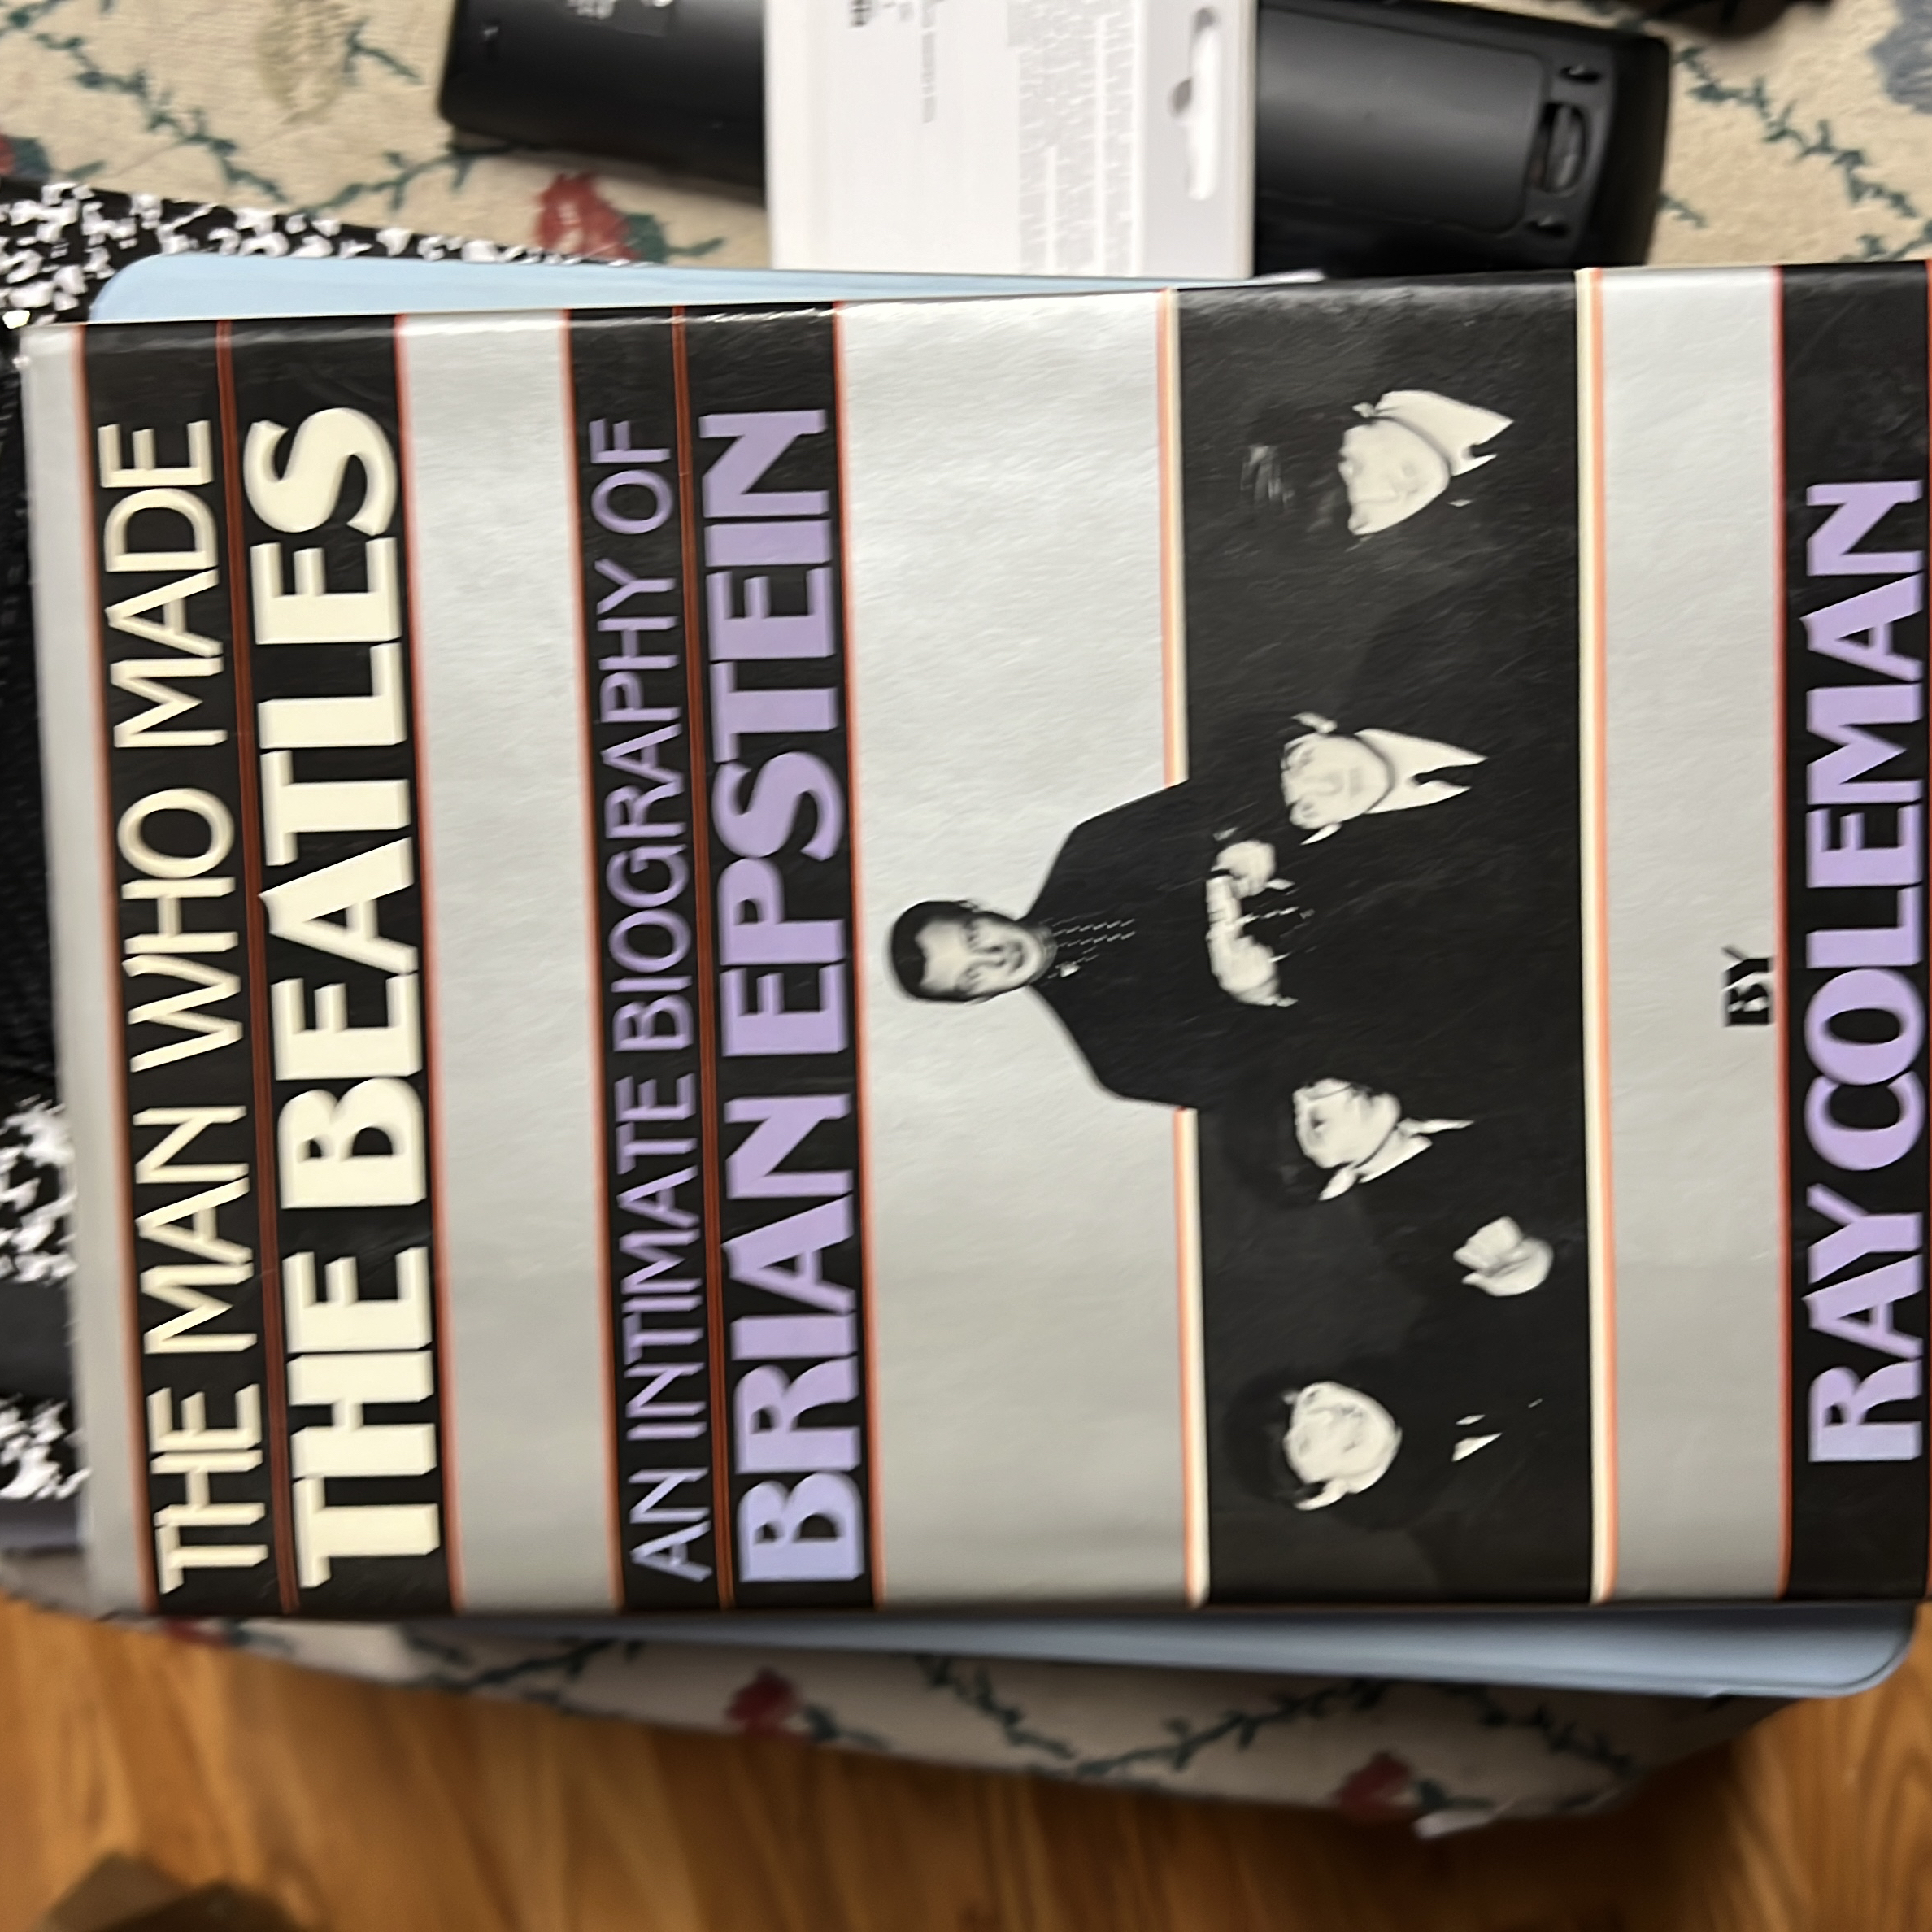 THE MAN WHO MADE
THE BEATLES
AN INTIMATE BIOGRAPHY OF
BRIAN EPSTEIN
BY
RAY COLEMAN